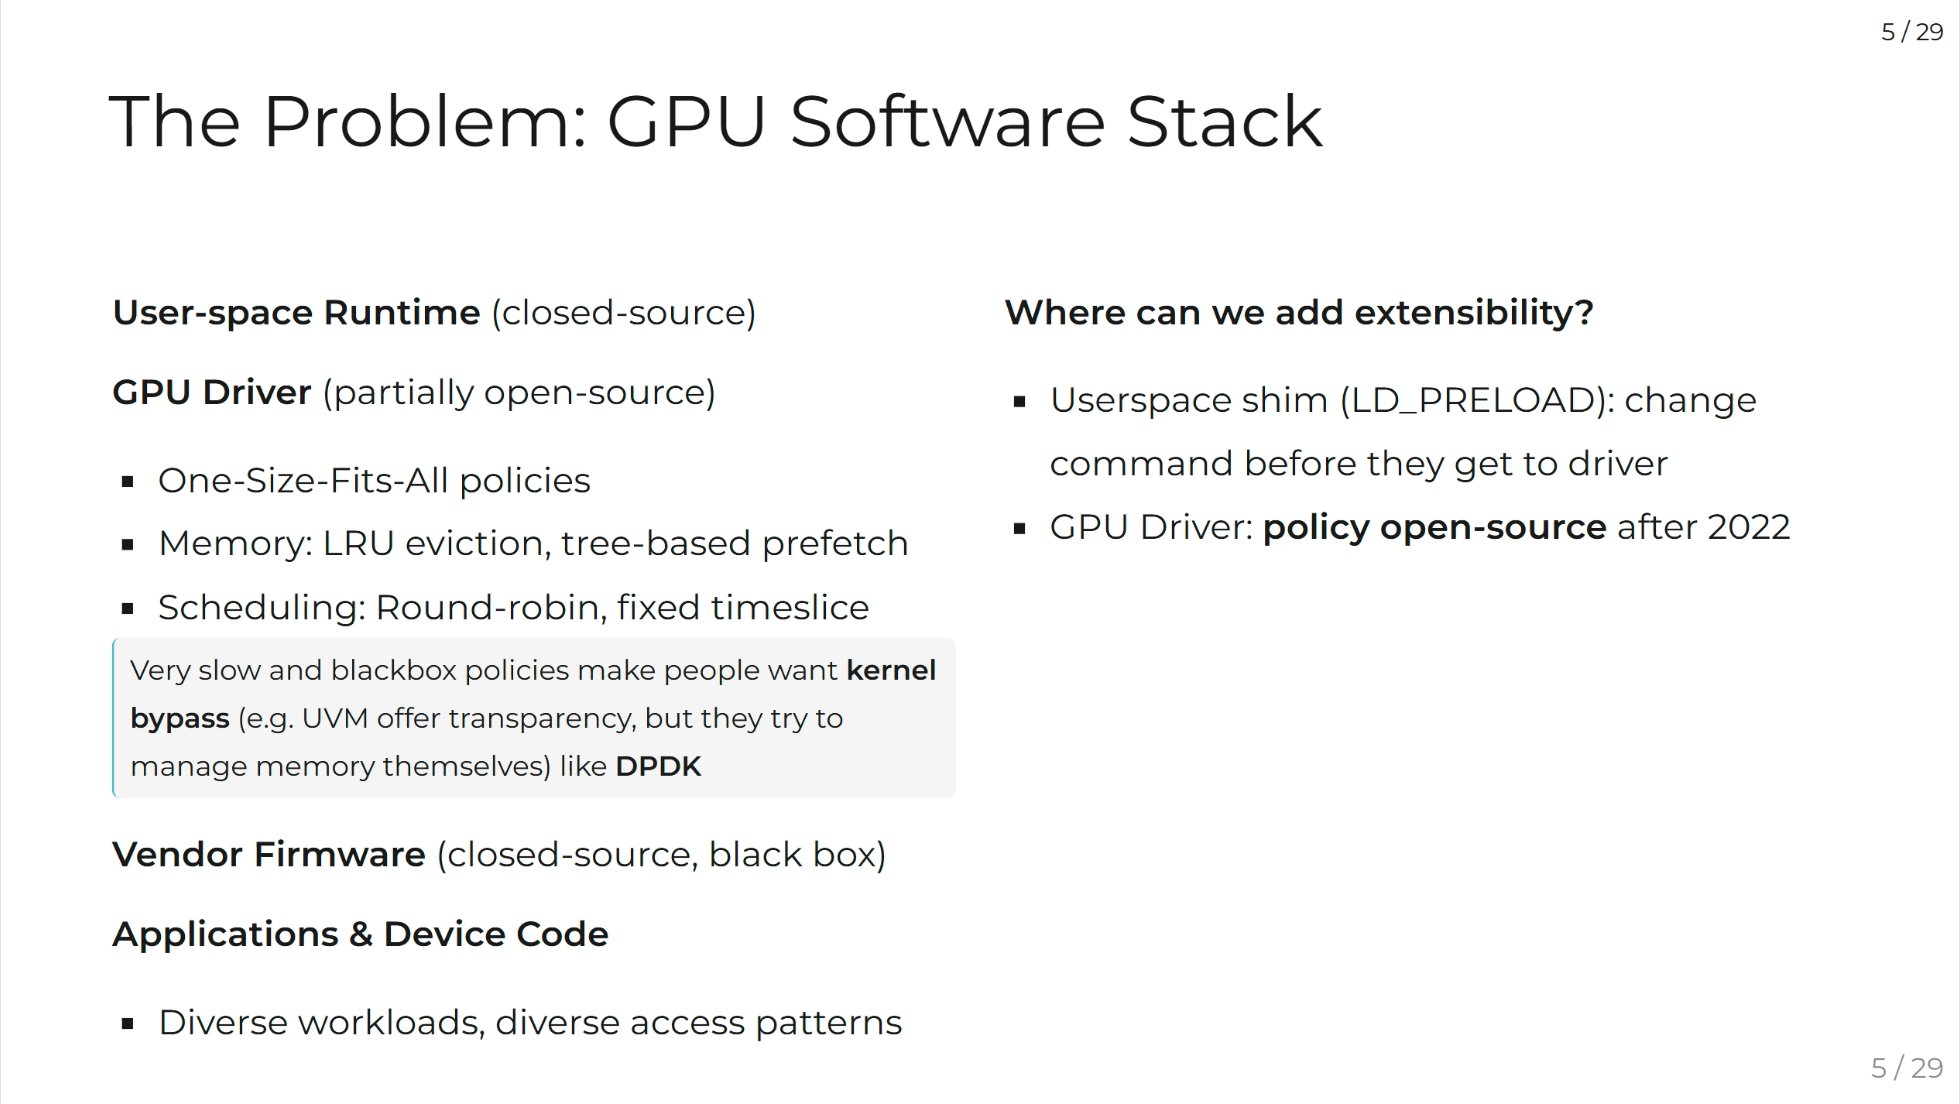 5 / 29
The Problem: GPU Software Stack
User-space Runtime (closed-source)
GPU Driver (partially open-source)
▪ One-Size-Fits-All policies
▪ Memory: LRU eviction, tree-based prefetch
▪ Scheduling: Round-robin, fixed timeslice
Very slow and blackbox policies make people want kernel
bypass (e.g. UVM offer transparency, but they try to
manage memory themselves) like DPDK
Vendor Firmware (closed-source, black box)
Applications & Device Code
▪ Diverse workloads, diverse access patterns
Where can we add extensibility?
▪ Userspace shim (LD_PRELOAD): change
command before they get to driver
▪ GPU Driver: policy open-source after 2022
5 / 29